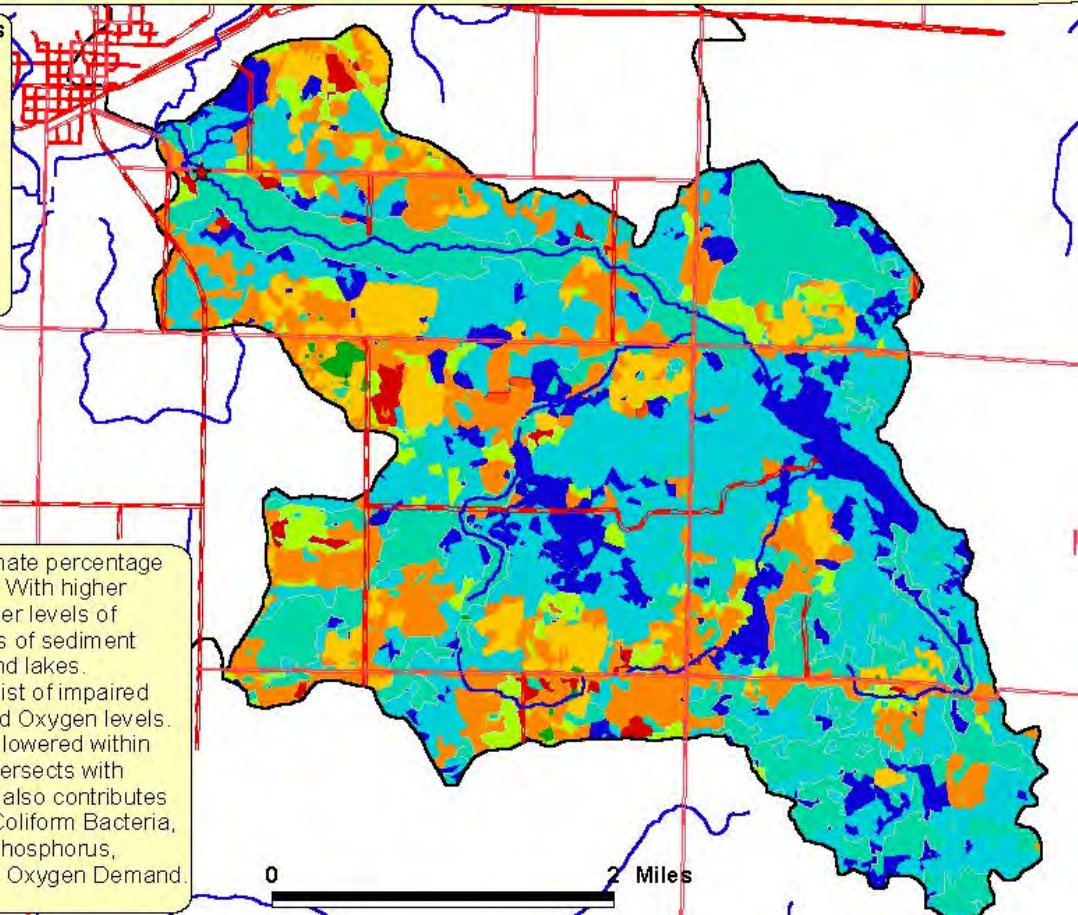 s
nate percentage
With higher
er levels of
s of sediment
nd lakes.
ist of impaired
d Oxygen levels.
lowered within
ersects with
also contributes
Coliform Bacteria,
hosphorus,
Oxygen Demand.
0 2 Miles